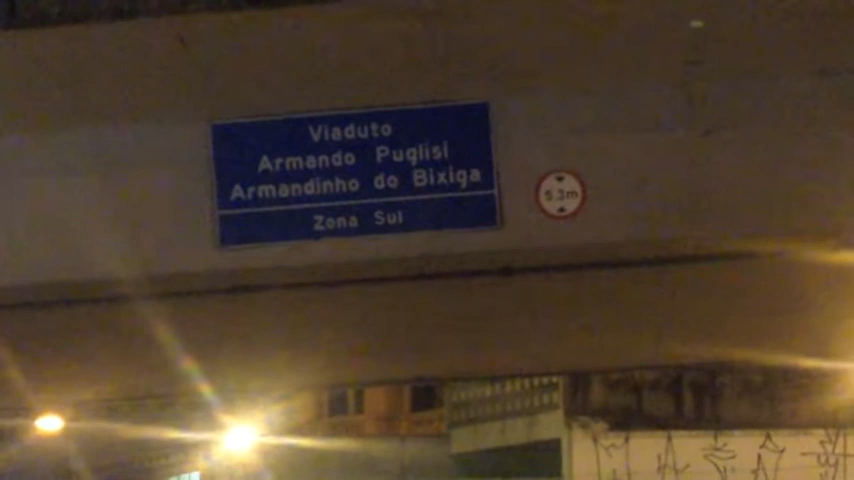 Viaduto
Armando Puglisi
Armandinho do Bixiga
Zona Sul
5.3m